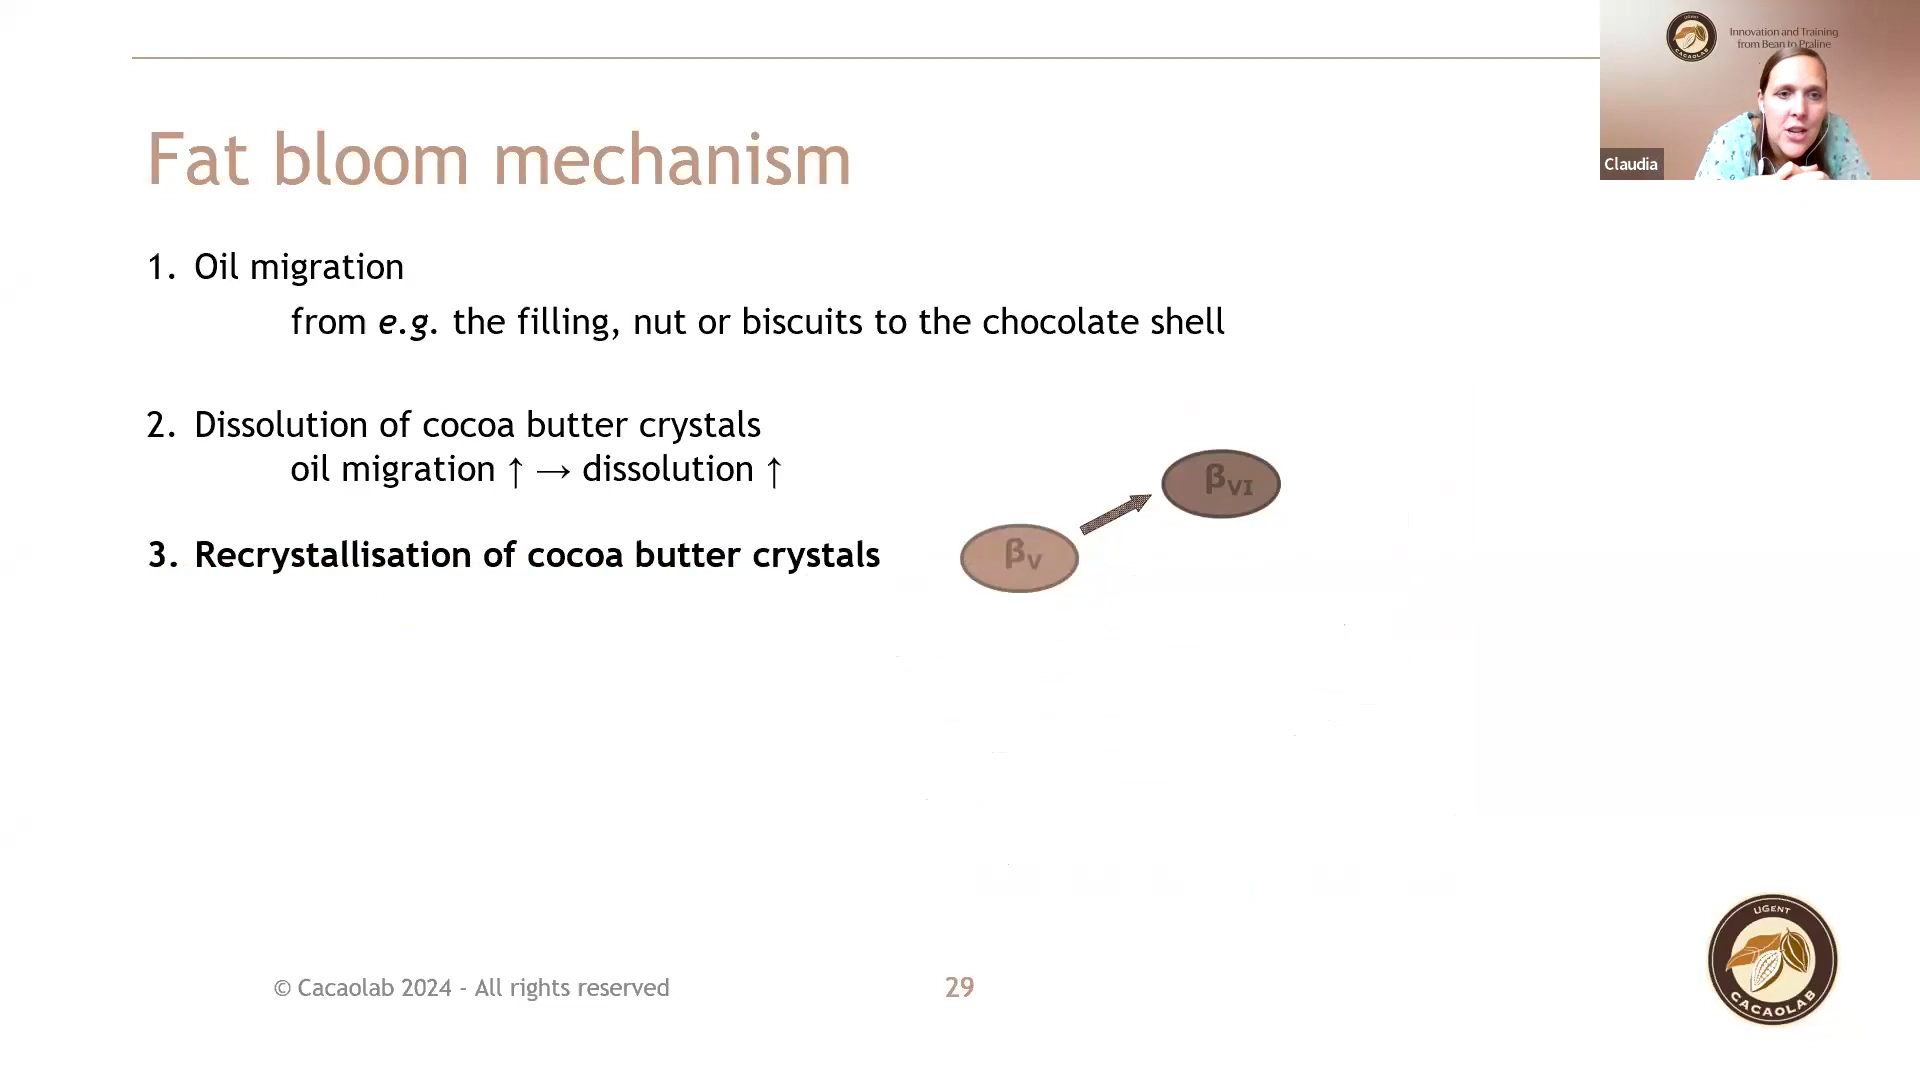 Innovation and Training
from Bean to Praline
UGENT
CACAOLAB
Claudia
Fat bloom mechanism
1. Oil migration
from e.g. the filling, nut or biscuits to the chocolate shell
2. Dissolution of cocoa butter crystals
oil migration ↑ → dissolution ↑
3. Recrystallisation of cocoa butter crystals
βVI
βV
© Cacaolab 2024 - All rights reserved
29
UGENT
CACAOLAB